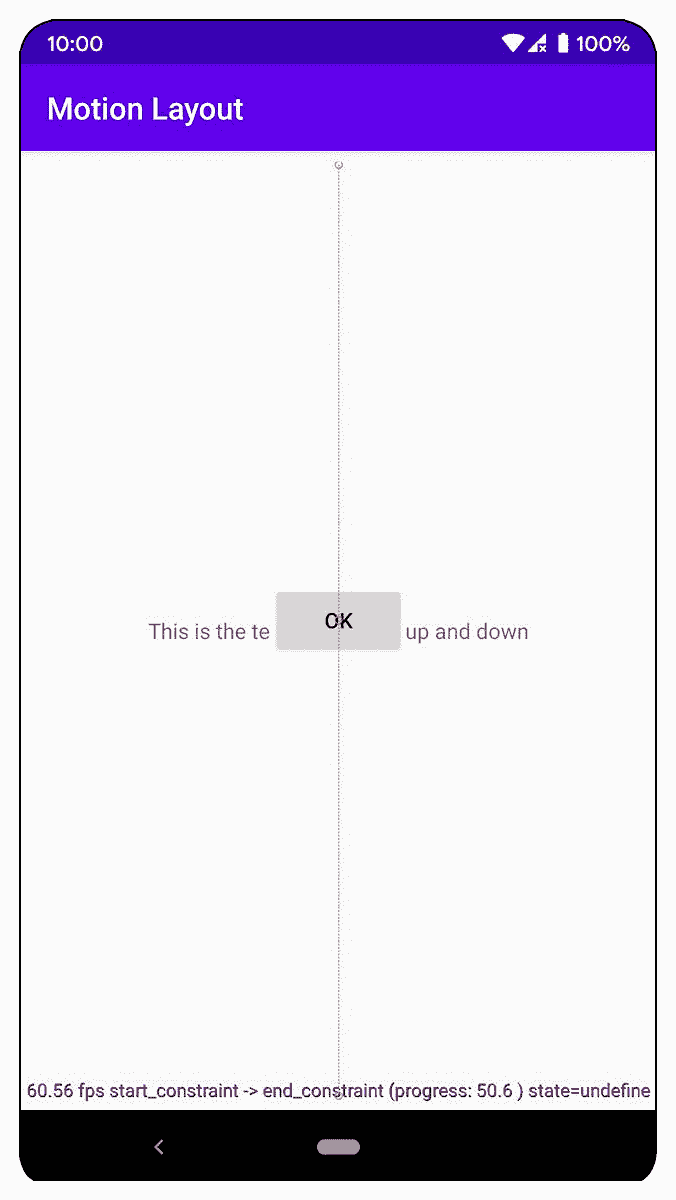 10:00 100%
Motion Layout
This is the te OK up and down
60.56 fps start_constraint -> end_constraint (progress: 50.6 ) state=undefine